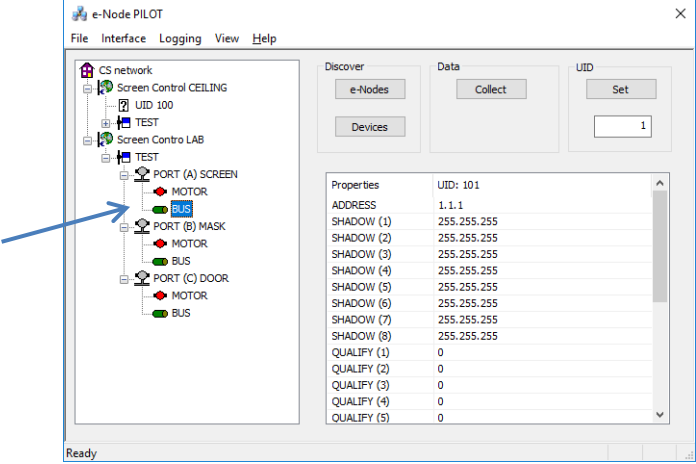 e-Node PILOT
File Interface Logging View Help
CS network
Screen Control CEILING
UID 100
TEST
Screen Contro LAB
TEST
PORT (A) SCREEN
MOTOR
BUS
PORT (B) MASK
MOTOR
BUS
PORT (C) DOOR
MOTOR
BUS
Discover
e-Nodes
Devices
Data
Collect
UID
Set
1
Properties UID: 101
ADDRESS 1.1.1
SHADOW (1) 255.255.255
SHADOW (2) 255.255.255
SHADOW (3) 255.255.255
SHADOW (4) 255.255.255
SHADOW (5) 255.255.255
SHADOW (6) 255.255.255
SHADOW (7) 255.255.255
SHADOW (8) 255.255.255
QUALIFY (1) 0
QUALIFY (2) 0
QUALIFY (3) 0
QUALIFY (4) 0
QUALIFY (5) 0
Ready